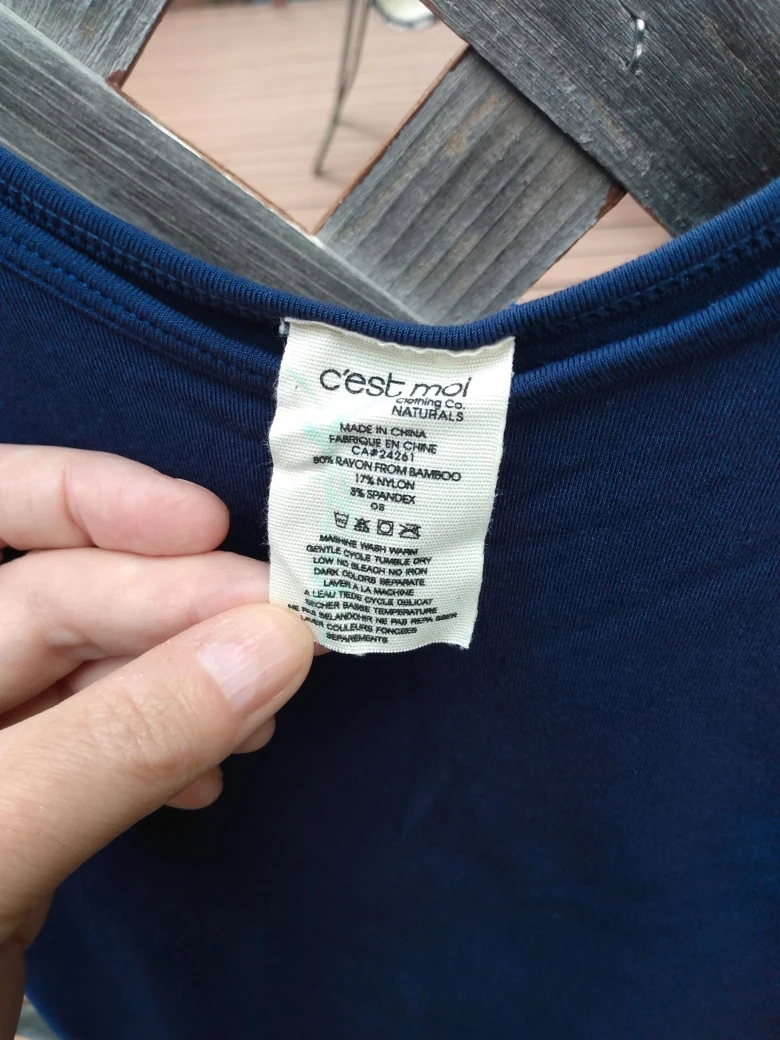 c'est moi
clothing Co.
NATURALS
MADE IN CHINA
FABRIQUE EN CHINE
CA#24261
80% RAYON FROM BAMBOO
17% NYLON
3% SPANDEX
OS
MACHINE WASH WARM
GENTLE CYCLE TUMBLE DRY
LOW NO BLEACH NO IRON
DARK COLORS SEPARATE
LAVER A LA MACHINE
A L'EAU TIEDE CYCLE DELICAT
SECHER BASSE TEMPERATURE
NE PAS NE PAS REPA SSER
LAVER COULEURS FONCEES
SEPAREMENTS